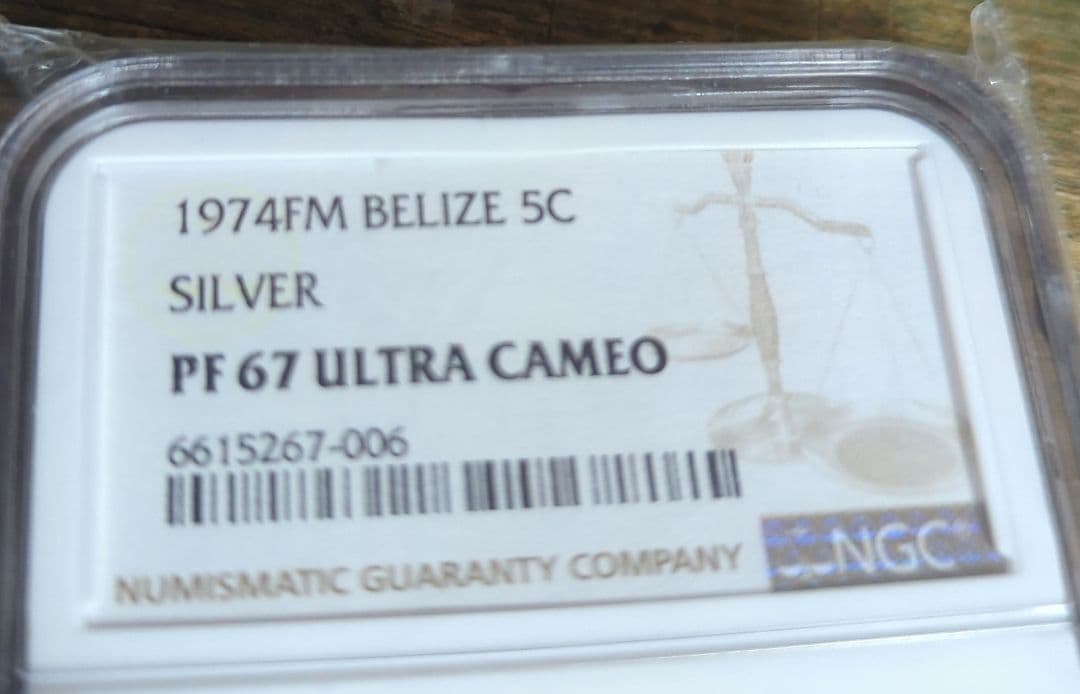 1974FM BELIZE 5C
SILVER
PF 67 ULTRA CAMEO
6615267-006
NUMISMATIC GUARANTY COMPANY
NGC